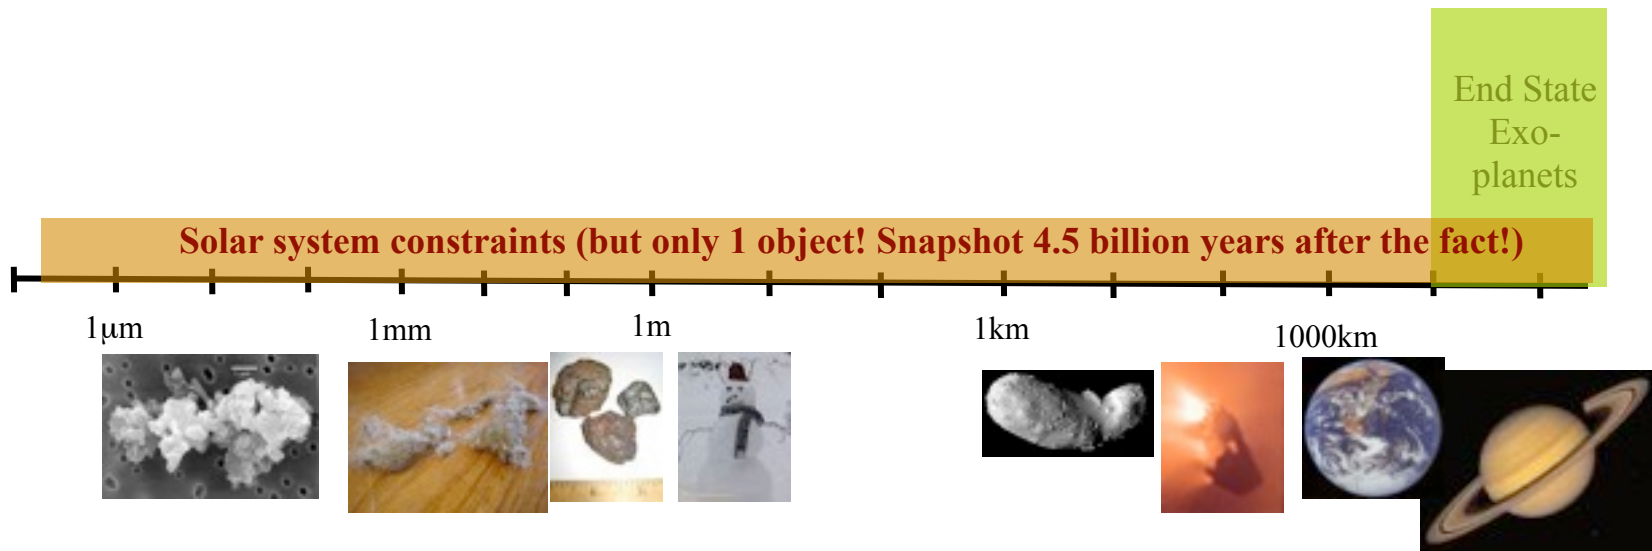 End State
Exo-
planets
Solar system constraints (but only 1 object! Snapshot 4.5 billion years after the fact!)
1μm
1mm
1m
1km
1000km